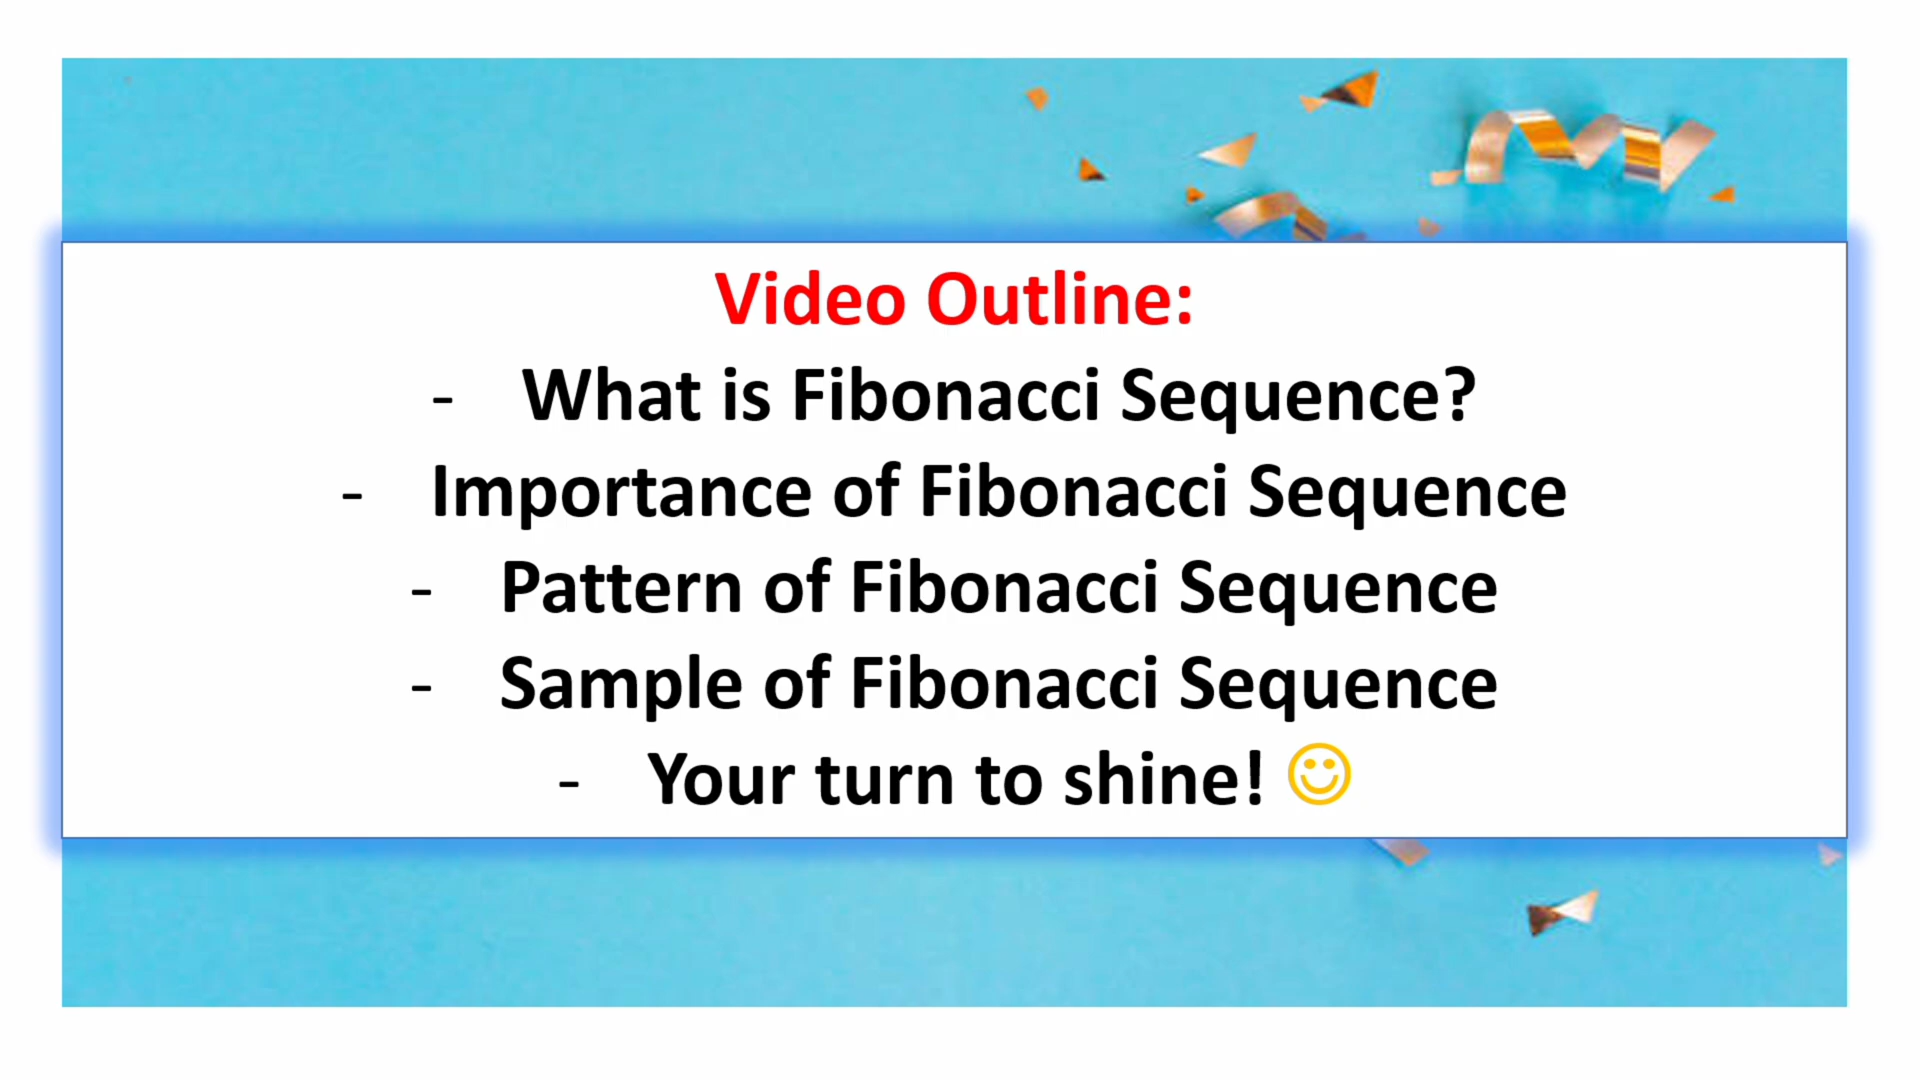 Video Outline:
- What is Fibonacci Sequence?
- Importance of Fibonacci Sequence
- Pattern of Fibonacci Sequence
- Sample of Fibonacci Sequence
- Your turn to shine! ☺